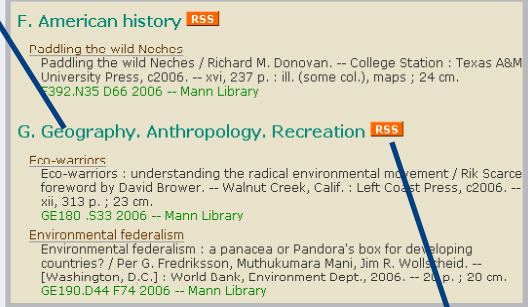 F. American history RSS
Paddling the wild Neches
Paddling the wild Neches / Richard M. Donovan. -- College Station : Texas A&M
University Press, c2006. -- xvi, 237 p. : ill. (some col.), maps ; 24 cm.
F392.N35 D66 2006 -- Mann Library
G. Geography. Anthropology. Recreation RSS
Eco-warriors
Eco-warriors : understanding the radical environmental movement / Rik Scarce
foreword by David Brower. -- Walnut Creek, Calif. : Left Coast Press, c2006. --
xii, 313 p. ; 23 cm.
GE180 .S33 2006 -- Mann Library
Environmental federalism
Environmental federalism : a panacea or Pandora's box for developing
countries? / Per G. Fredriksson, Muthukumara Mani, Jim R. Wollscheid. --
[Washington, D.C.] : World Bank, Environment Dept., 2006. -- p. ; 20 cm.
GE190.D44 F74 2006 -- Mann Library